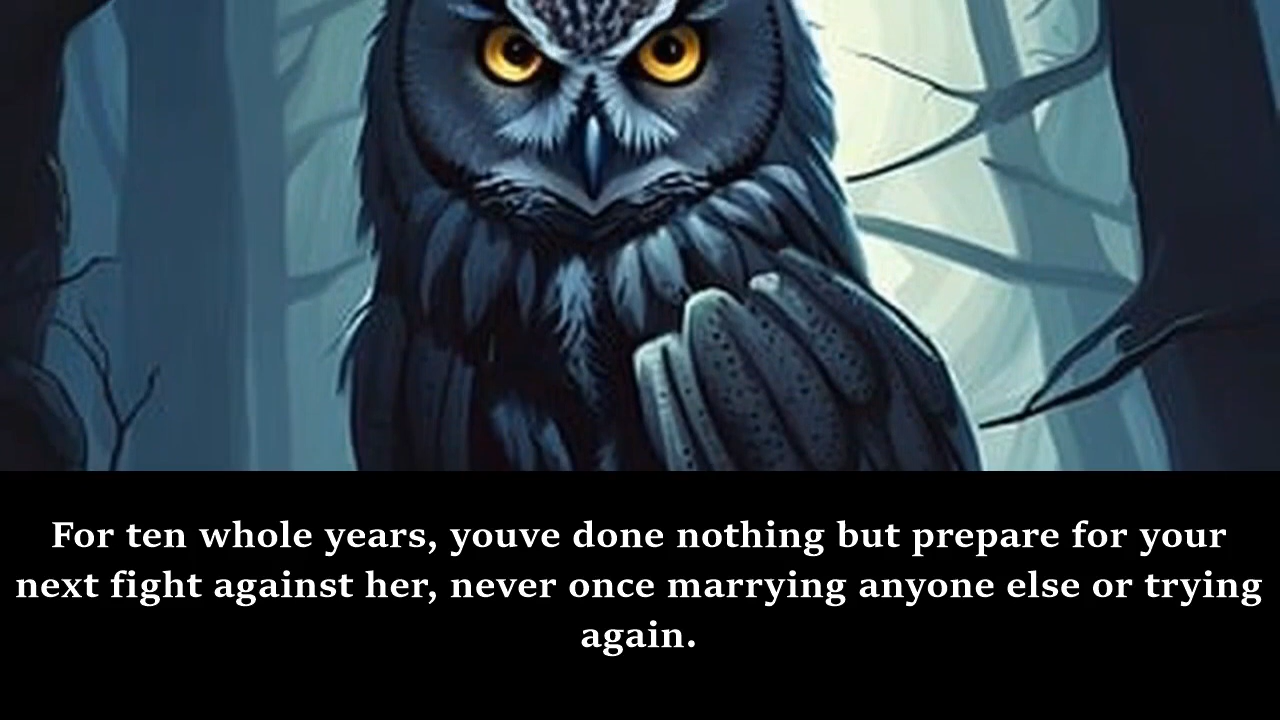 For ten whole years, youve done nothing but prepare for your
next fight against her, never once marrying anyone else or trying
again.